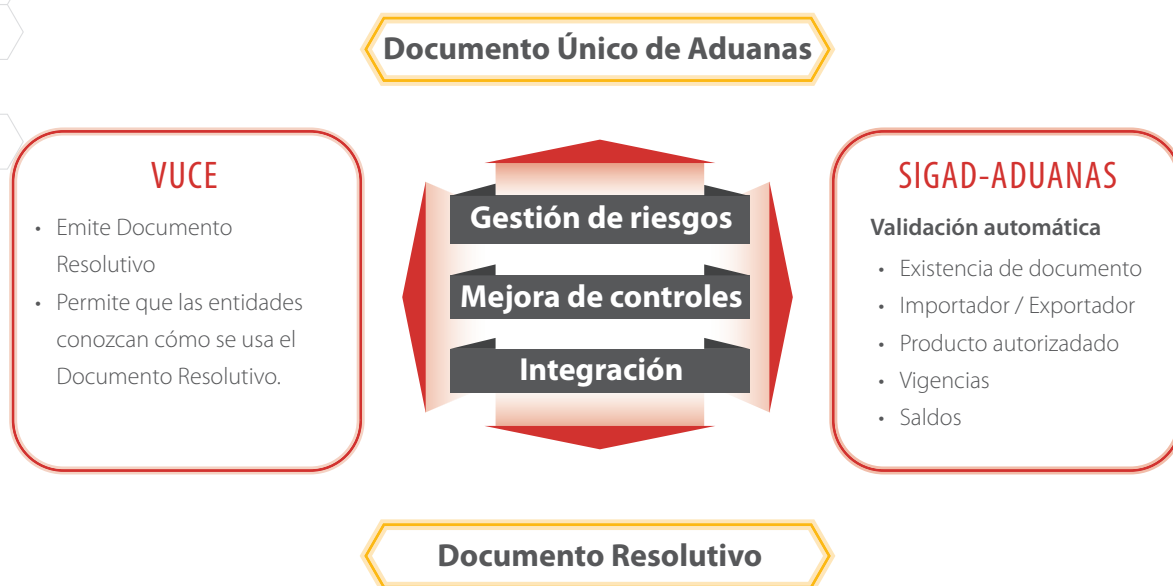 Documento Único de Aduanas
VUCE
• Emite Documento
Resolutivo
• Permite que las entidades
conozcan cómo se usa el
Documento Resolutivo.
Gestión de riesgos
Mejora de controles
Integración
SIGAD-ADUANAS
Validación automática
• Existencia de documento
• Importador / Exportador
• Producto autorizadado
• Vigencias
• Saldos
Documento Resolutivo